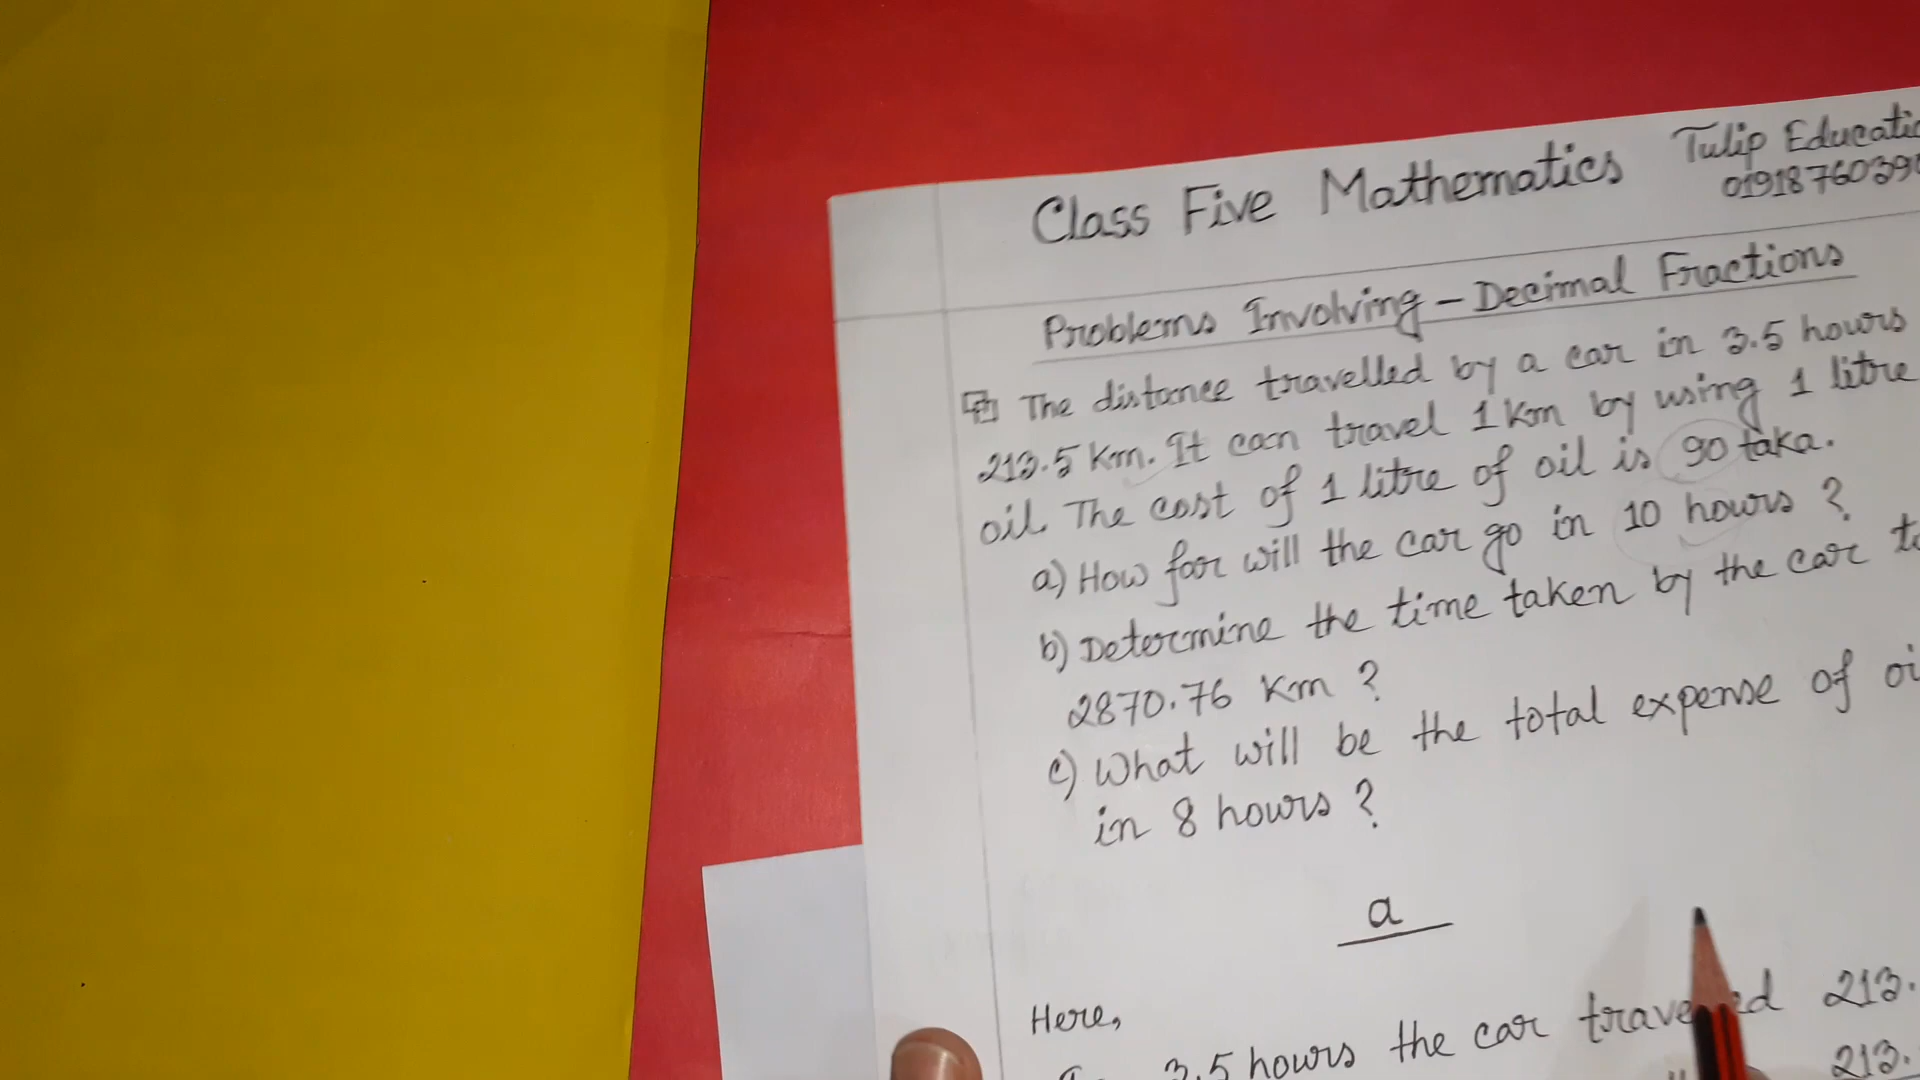 Class Five Mathematics
Tulip Educatio
0191876039
Problems Involving - Decimal Fractions
The distance travelled by a car in 3.5 hours
213.5 Km. It can travel 1 Km by using 1 litre
oil. The cost of 1 litre of oil is 90 taka.
a) How far will the car go in 10 hours ?
b) Determine the time taken by the car to
2870.76 Km ?
c) What will be the total expense of oi
in 8 hours ?
a
Here,
3.5 hours the car travelled 213.
213.